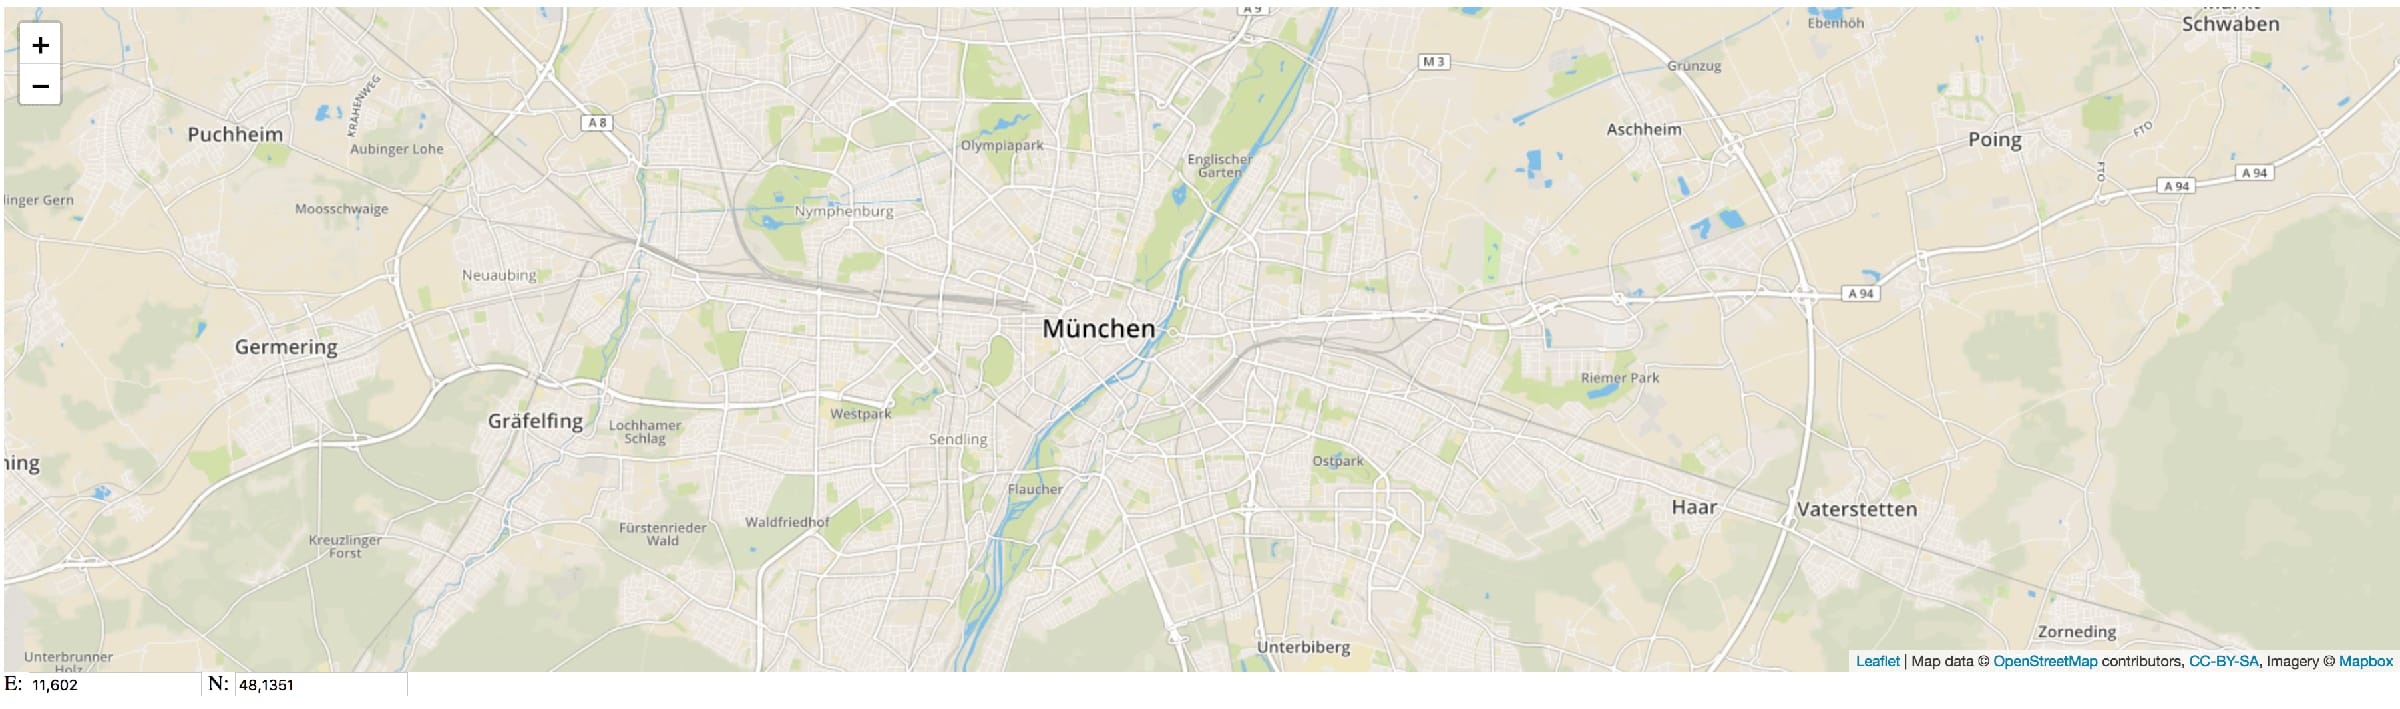 A 9
Schwaben
Ebenhöh
+
−
M 3
Grünzug
KRÄHENWEG
A 8
Puchheim
Aubinger Lohe
Olympiapark
Englischer
Garten
Aschheim
Poing
FTO
FTO
A 94
A 94
linger Gern
Moosschwaige
Nymphenburg
Neuaubing
A 94
München
Germering
Riemer Park
Gräfelfing
Lochhamer
Schlag
Westpark
Sendling
Ostpark
Flaucher
Haar
Vaterstetten
Fürstenrieder
Wald
Waldfriedhof
Kreuzlinger
Forst
Unterbiberg
Zorneding
Unterbrunner
Holz
Leaflet | Map data © OpenStreetMap contributors, CC-BY-SA, Imagery © Mapbox
E: 11,602 N: 48,1351